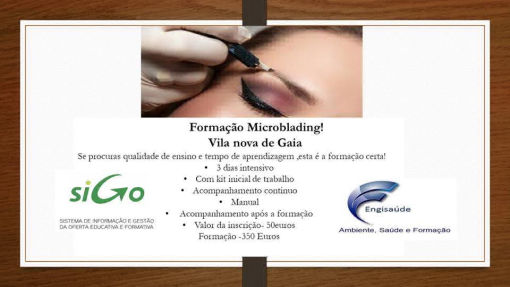 Formação Microblading!
Vila nova de Gaia
Se procuras qualidade de ensino e tempo de aprendizagem ,esta é a formação certa!
• 3 dias intensivo
• Com kit inicial de trabalho
• Acompanhamento continuo
• Manual
• Acompanhamento após a formação
• Valor da inscrição- 50euros
Formação -350 Euros
siGo
SISTEMA DE INFORMAÇÃO E GESTÃO
DA OFERTA EDUCATIVA E FORMATIVA
Engisaúde
Ambiente, Saúde e Formação